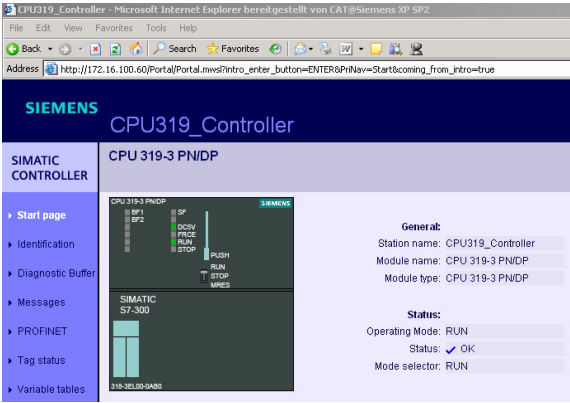 CPU319_Controller - Microsoft Internet Explorer bereitgestellt von CAT@Siemens XP SP2
File Edit View Favorites Tools Help
Back Search Favorites
Address http://172.16.100.60/Portal/Portal.mwsl?intro_enter_button=ENTER&PriNav=Start&coming_from_intro=true
SIEMENS
CPU319_Controller
SIMATIC
CONTROLLER
CPU 319-3 PN/DP
Start page
Identification
Diagnostic Buffer
Messages
PROFINET
Tag status
Variable tables
CPU 319-3 PN/DP
SIEMENS
BF1 SF
BF2
DC5V
FRCE
RUN
STOP
PUSH
RUN
STOP
MRES
SIMATIC
S7-300
318-3EL00-0AB0
General:
Station name: CPU319_Controller
Module name: CPU 319-3 PN/DP
Module type: CPU 319-3 PN/DP
Status:
Operating Mode: RUN
Status: OK
Mode selector: RUN